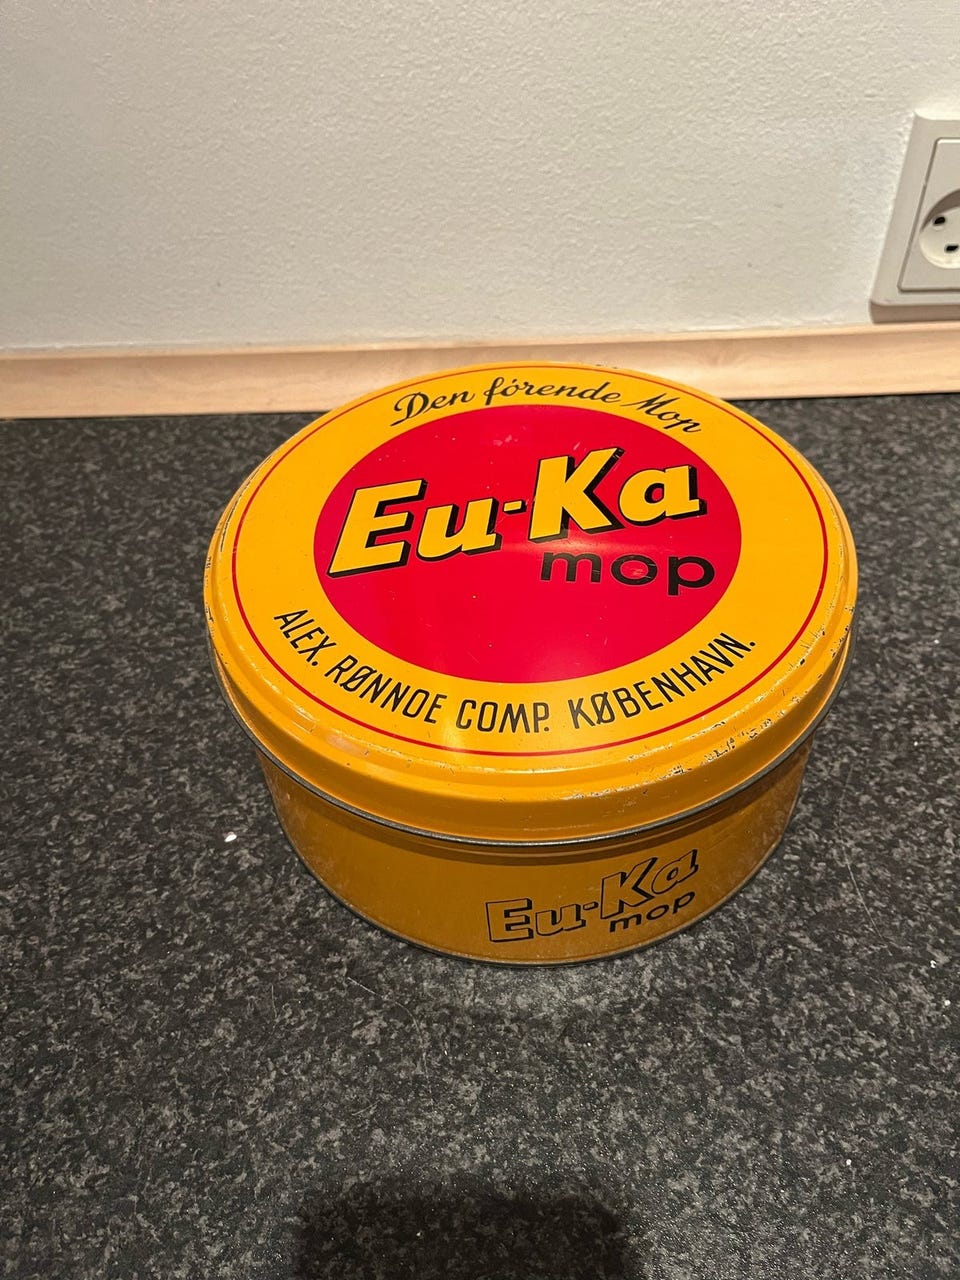 Den førende Mop
Eu-Ka
mop
ALEX. RØNNOE COMP. KØBENHAVN.
Eu-Ka
mop